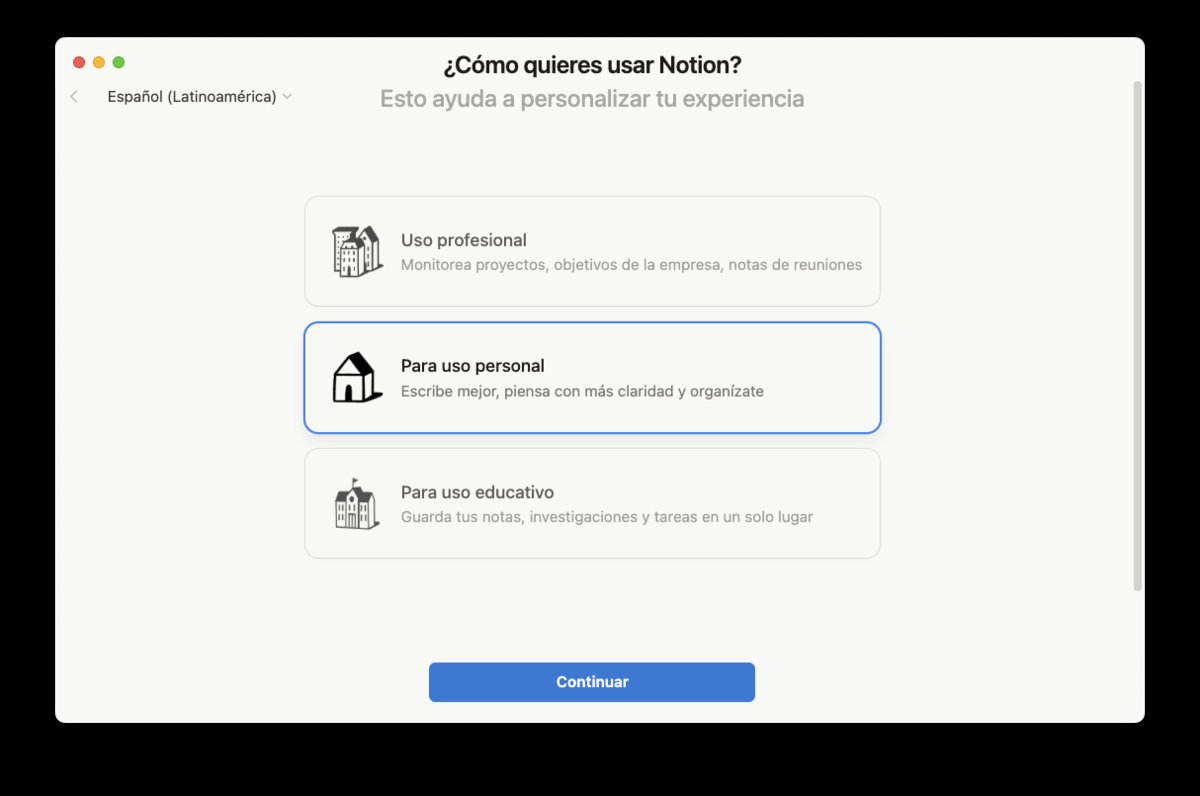 ¿Cómo quieres usar Notion?
Español (Latinoamérica)
Esto ayuda a personalizar tu experiencia
Uso profesional
Monitorea proyectos, objetivos de la empresa, notas de reuniones
Para uso personal
Escribe mejor, piensa con más claridad y organízate
Para uso educativo
Guarda tus notas, investigaciones y tareas en un solo lugar
Continuar